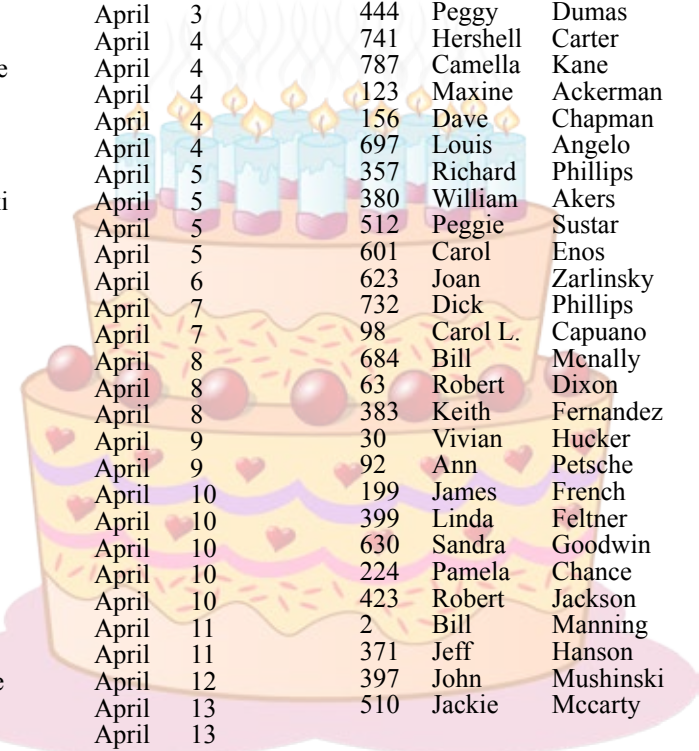 April 3 444 Peggy Dumas
April 4 741 Hershell Carter
e April 4 787 Camella Kane
April 4 123 Maxine Ackerman
April 4 156 Dave Chapman
April 4 697 Louis Angelo
April 5 357 Richard Phillips
April 5 380 William Akers
April 5 512 Peggie Sustar
April 5 601 Carol Enos
April 6 623 Joan Zarlinsky
April 7 732 Dick Phillips
April 7 98 Carol L. Capuano
April 8 684 Bill Mcnally
April 8 63 Robert Dixon
April 8 383 Keith Fernandez
April 9 30 Vivian Hucker
April 9 92 Ann Petsche
April 10 199 James French
April 10 399 Linda Feltner
April 10 630 Sandra Goodwin
April 10 224 Pamela Chance
April 10 423 Robert Jackson
April 11 2 Bill Manning
April 11 371 Jeff Hanson
e April 12 397 John Mushinski
April 13 510 Jackie Mccarty
April 13